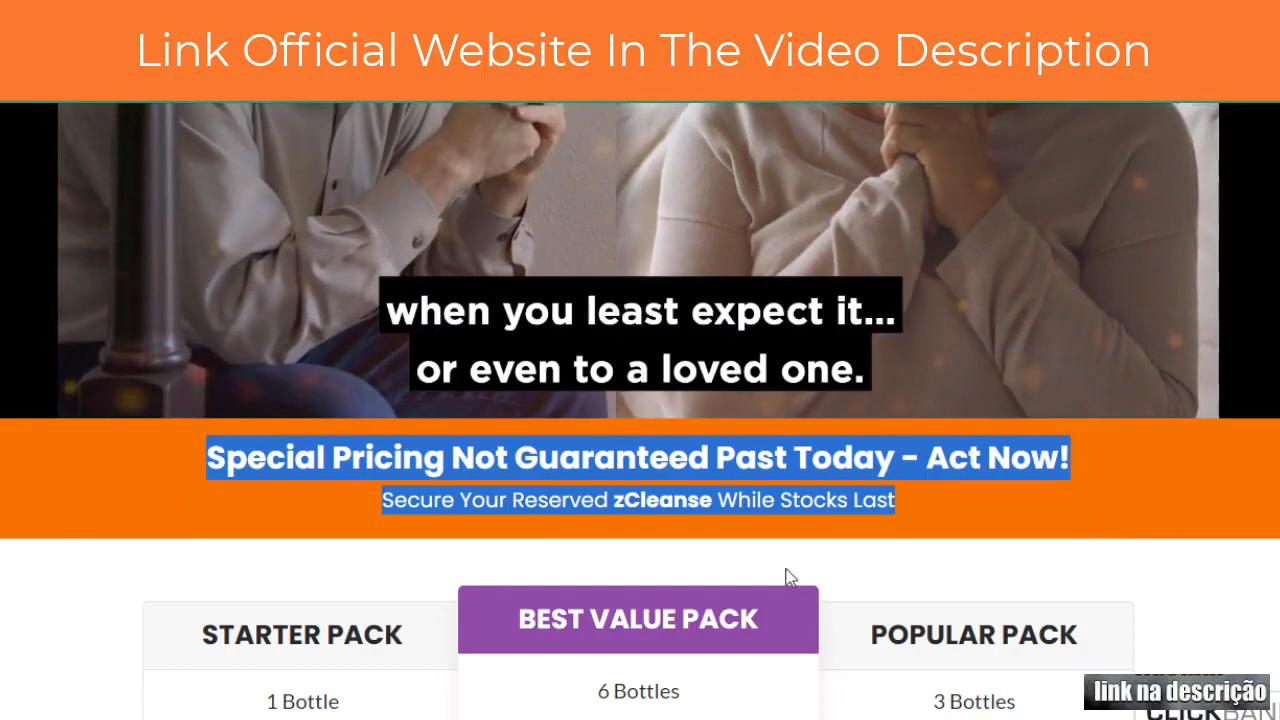 Link Official Website In The Video Description
when you least expect it...
or even to a loved one.
Special Pricing Not Guaranteed Past Today – Act Now!
Secure Your Reserved zCleanse While Stocks Last
STARTER PACK
BEST VALUE PACK
POPULAR PACK
1 Bottle
6 Bottles
3 Bottles
link na descrição